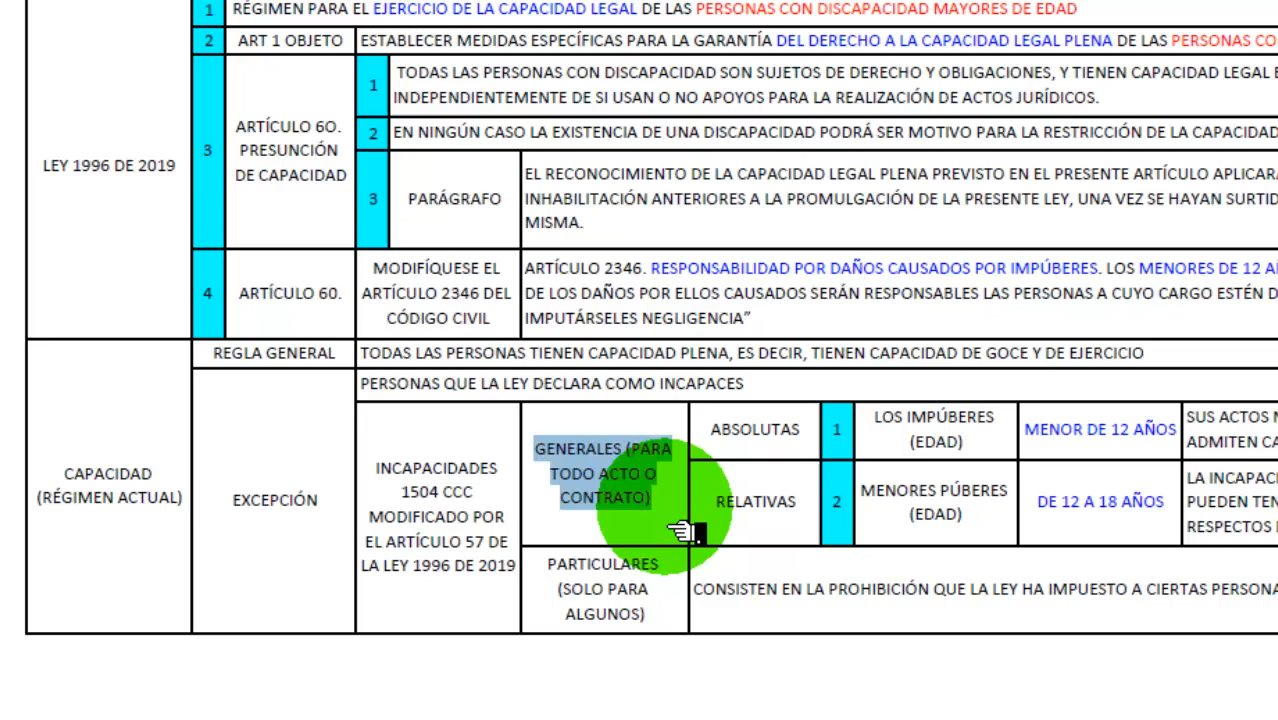 1 RÉGIMEN PARA EL EJERCICIO DE LA CAPACIDAD LEGAL DE LAS PERSONAS CON DISCAPACIDAD MAYORES DE EDAD
2 ART 1 OBJETO ESTABLECER MEDIDAS ESPECÍFICAS PARA LA GARANTÍA DEL DERECHO A LA CAPACIDAD LEGAL PLENA DE LAS PERSONAS
LEY 1996 DE 2019
3
ARTÍCULO 6O.
PRESUNCIÓN
DE CAPACIDAD
1
TODAS LAS PERSONAS CON DISCAPACIDAD SON SUJETOS DE DERECHO Y OBLIGACIONES, Y TIENEN CAPACIDAD LEGAL
INDEPENDIENTEMENTE DE SI USAN O NO APOYOS PARA LA REALIZACIÓN DE ACTOS JURÍDICOS.
2 EN NINGÚN CASO LA EXISTENCIA DE UNA DISCAPACIDAD PODRÁ SER MOTIVO PARA LA RESTRICCIÓN DE LA CAPACIDAD
3 PARÁGRAFO
EL RECONOCIMIENTO DE LA CAPACIDAD LEGAL PLENA PREVISTO EN EL PRESENTE ARTÍCULO
INHABILITACIÓN ANTERIORES A LA PROMULGACIÓN DE LA PRESENTE LEY, UNA VEZ SE HAYAN
MISMA.
4 ARTÍCULO 60.
MODIFÍQUESE EL
ARTÍCULO 2346 DEL
CÓDIGO CIVIL
ARTÍCULO 2346. RESPONSABILIDAD POR DAÑOS CAUSADOS POR IMPÚBERES. LOS MENORES DE 12
DE LOS DAÑOS POR ELLOS CAUSADOS SERÁN RESPONSABLES LAS PERSONAS A CUYO CARGO ESTÉN
IMPUTÁRSELES NEGLIGENCIA”
CAPACIDAD
(RÉGIMEN ACTUAL)
REGLA GENERAL TODAS LAS PERSONAS TIENEN CAPACIDAD PLENA, ES DECIR, TIENEN CAPACIDAD DE GOCE Y DE EJERCICIO
EXCEPCIÓN
PERSONAS QUE LA LEY DECLARA COMO INCAPACES
INCAPACIDADES
1504 CCC
MODIFICADO POR
EL ARTÍCULO 57 DE
LA LEY 1996 DE 2019
GENERALES (PARA
TODO ACTO O
CONTRATO)
ABSOLUTAS 1
LOS IMPÚBERES
(EDAD)
MENOR DE 12 AÑOS
SUS ACTOS
ADMITEN
RELATIVAS 2
MENORES PÚBERES
(EDAD)
DE 12 A 18 AÑOS
LA
PUEDEN
RESPECTOS
PARTICULARES
(SOLO PARA
ALGUNOS)
CONSISTEN EN LA PROHIBICIÓN QUE LA LEY HA IMPUESTO A CIERTAS